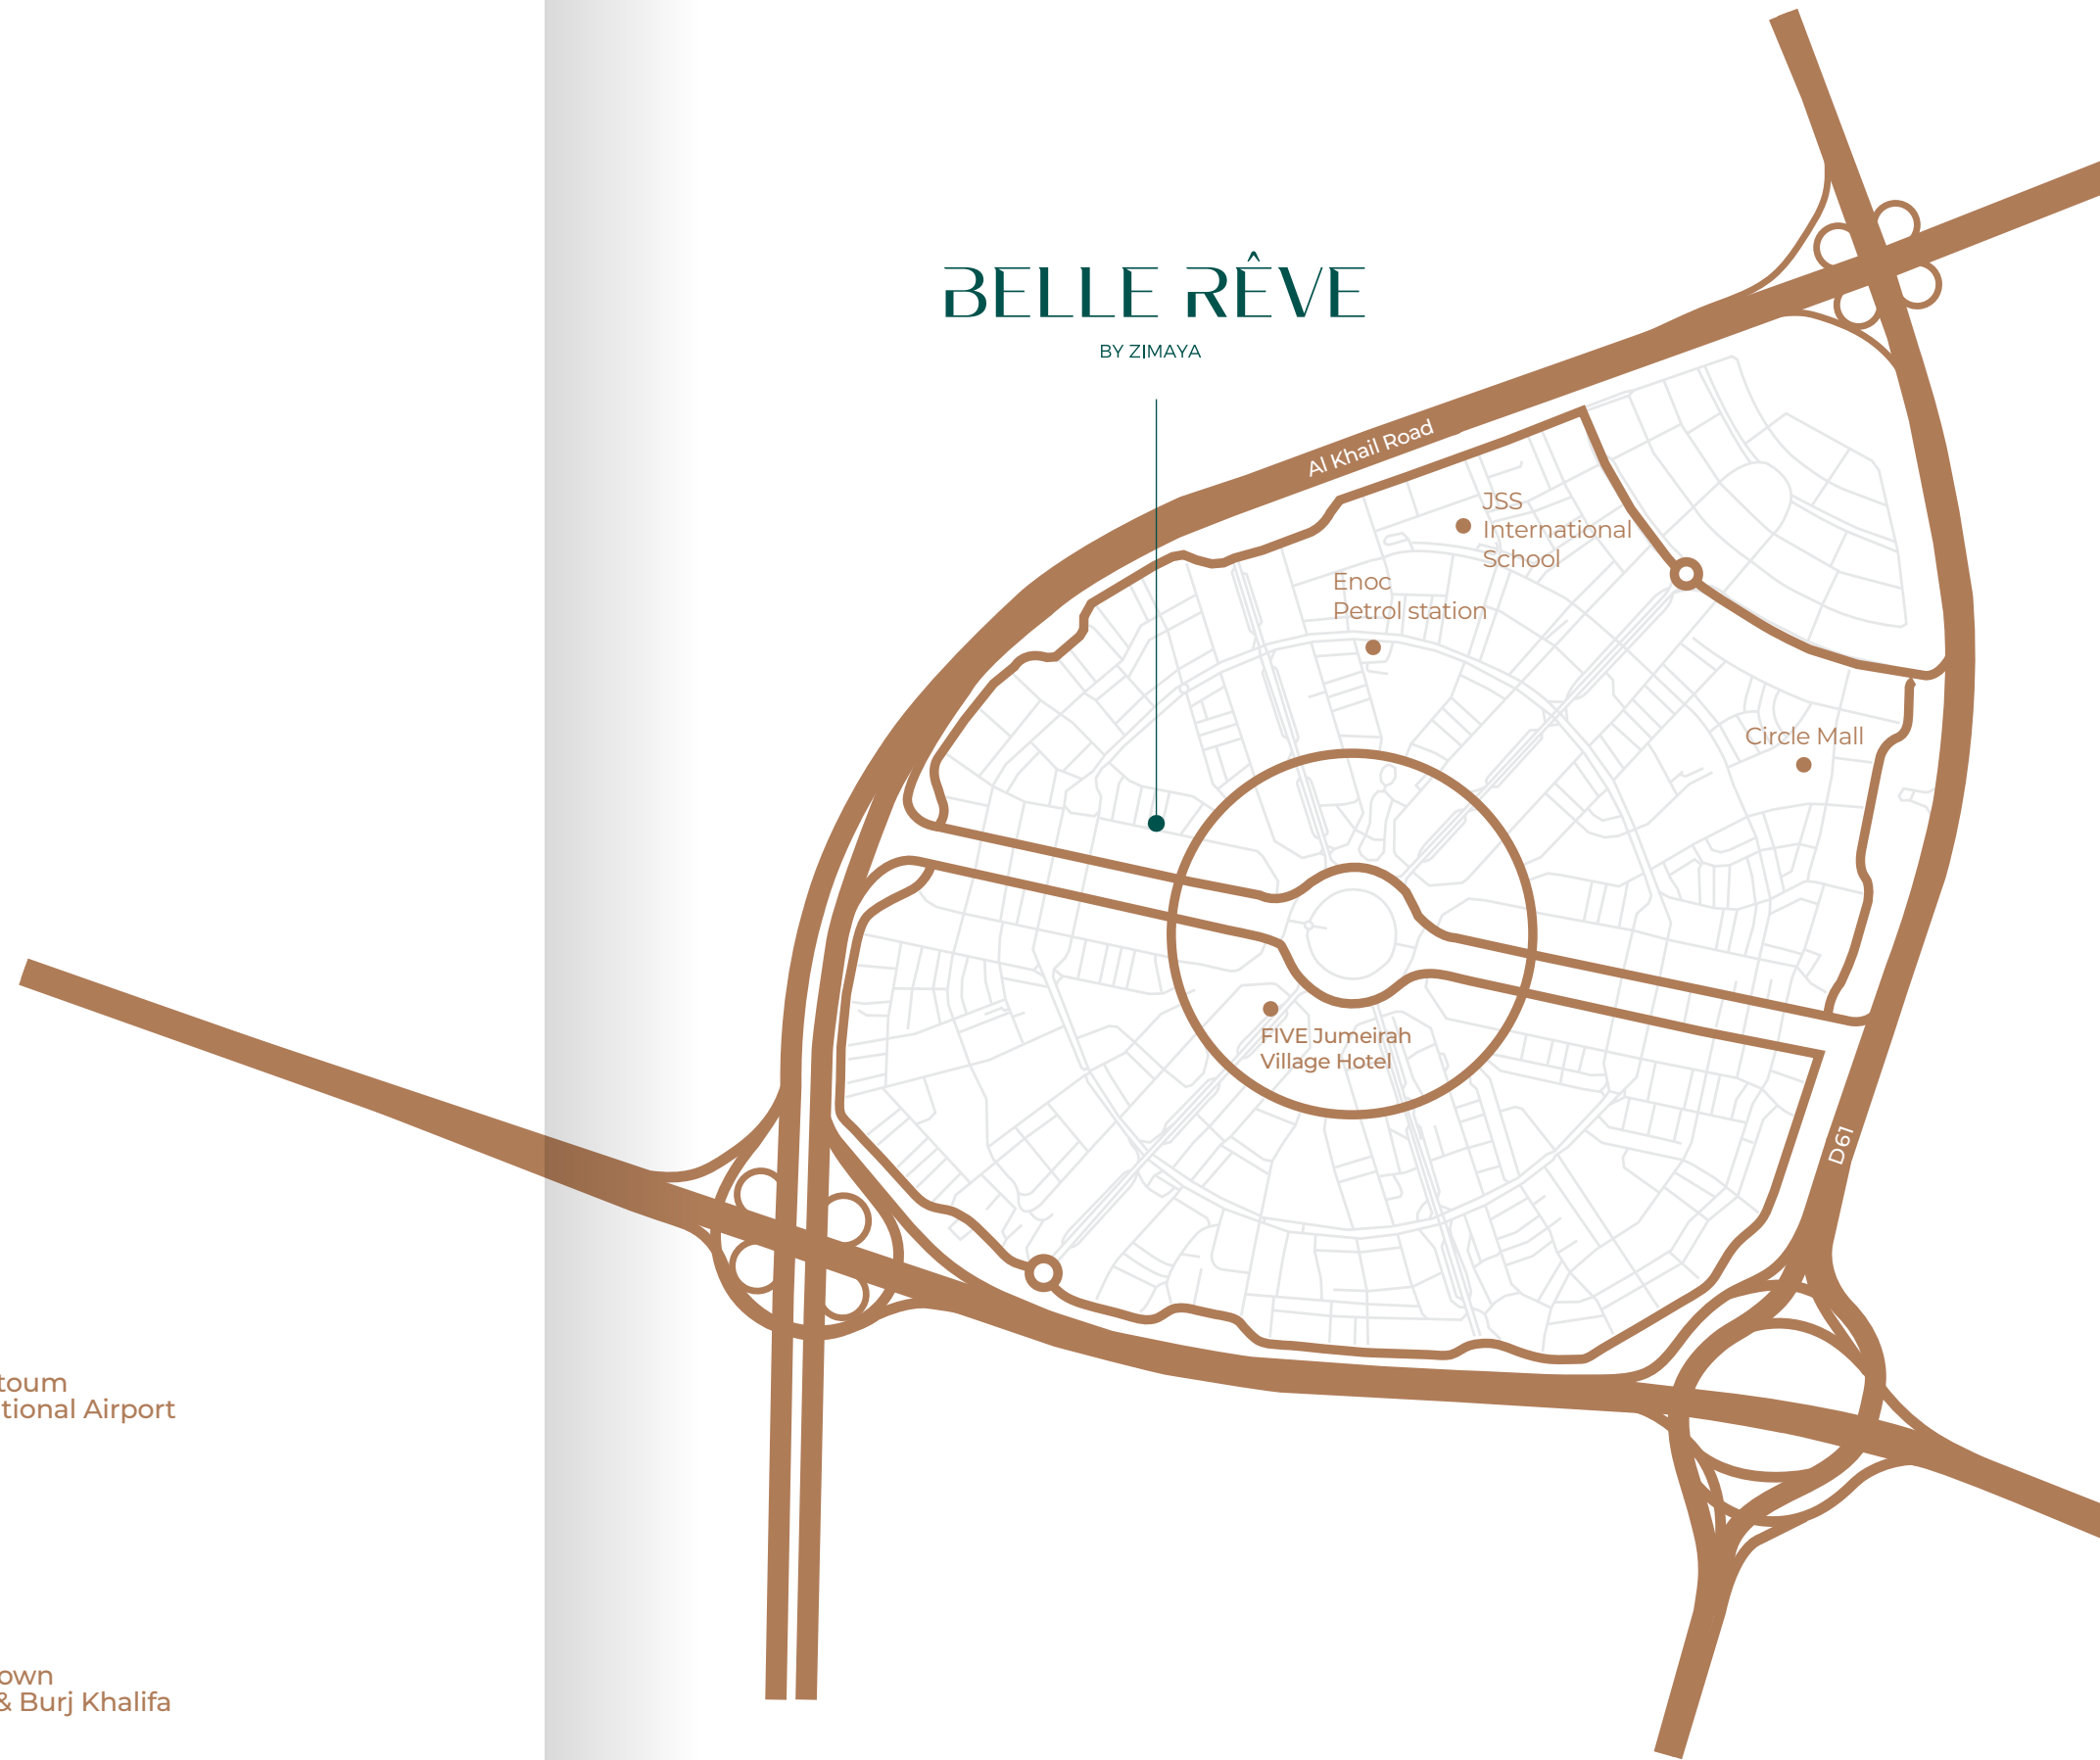 BELLE RÊVE
BY ZIMAYA
Al Khail Road
JSS
International
School
Enoc
Petrol station
Circle Mall
FIVE Jumeirah
Village Hotel
D61
toum
tional Airport
own
& Burj Khalifa